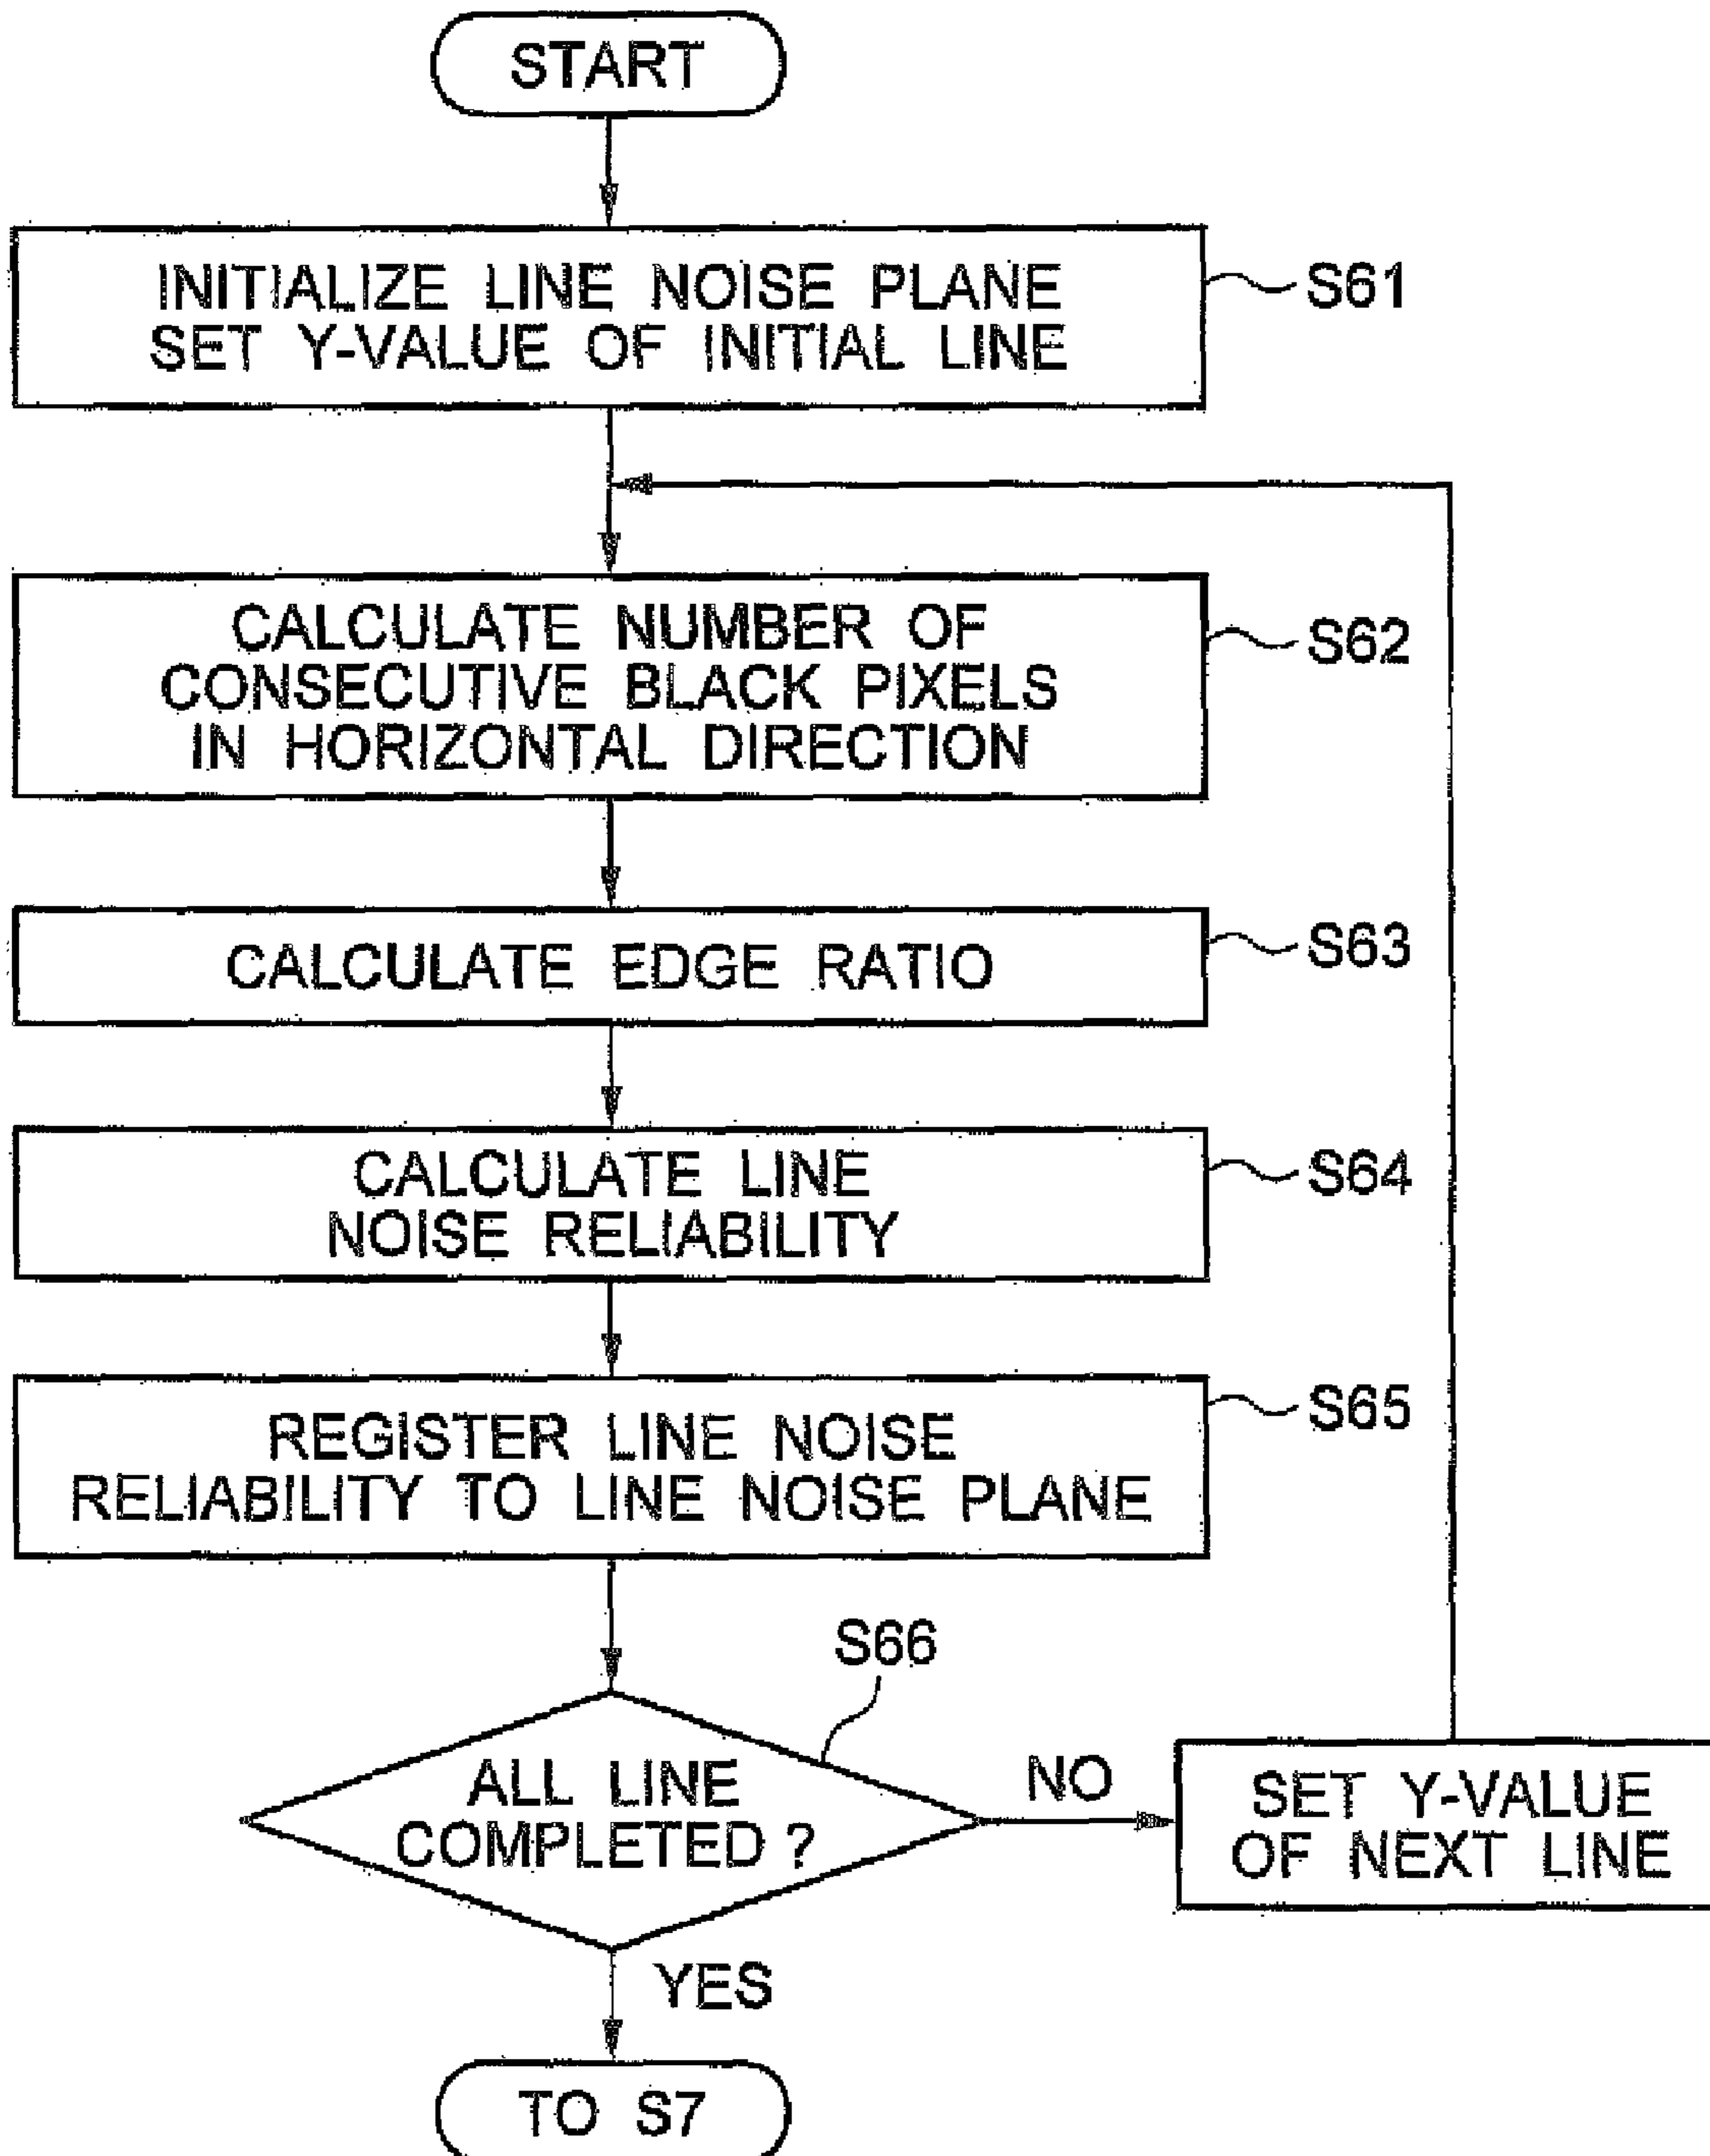 START
INITIALIZE LINE NOISE PLANE
SET Y-VALUE OF INITIAL LINE
S61
CALCULATE NUMBER OF
CONSECUTIVE BLACK PIXELS
IN HORIZONTAL DIRECTION
S62
CALCULATE EDGE RATIO
S63
CALCULATE LINE
NOISE RELIABILITY
S64
REGISTER LINE NOISE
RELIABILITY TO LINE NOISE PLANE
S65
S66
ALL LINE
COMPLETED ?
NO
SET Y-VALUE
OF NEXT LINE
YES
TO S7